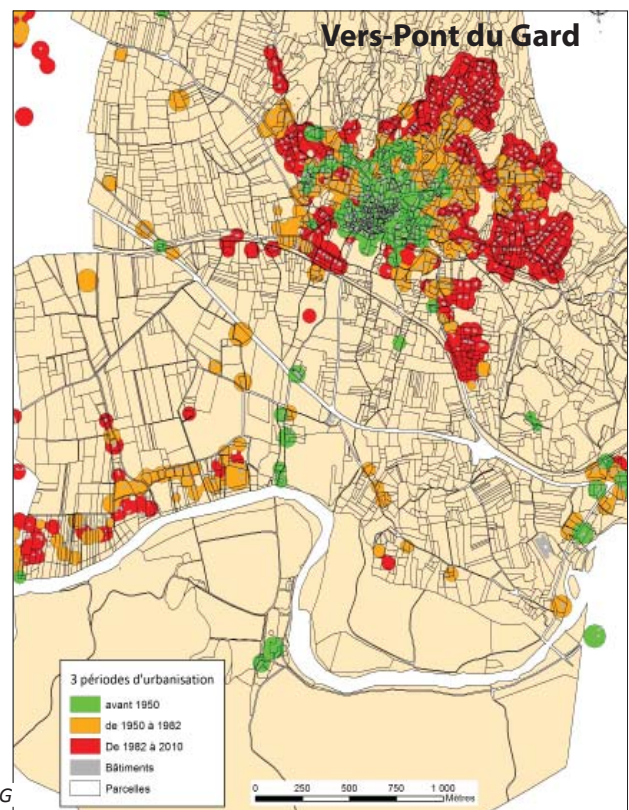 Vers-Pont du Gard
3 périodes d'urbanisation
avant 1950
de 1950 à 1982
De 1982 à 2010
Bâtiments
Parcelles
G
0 250 500 750 1 000
Mètres